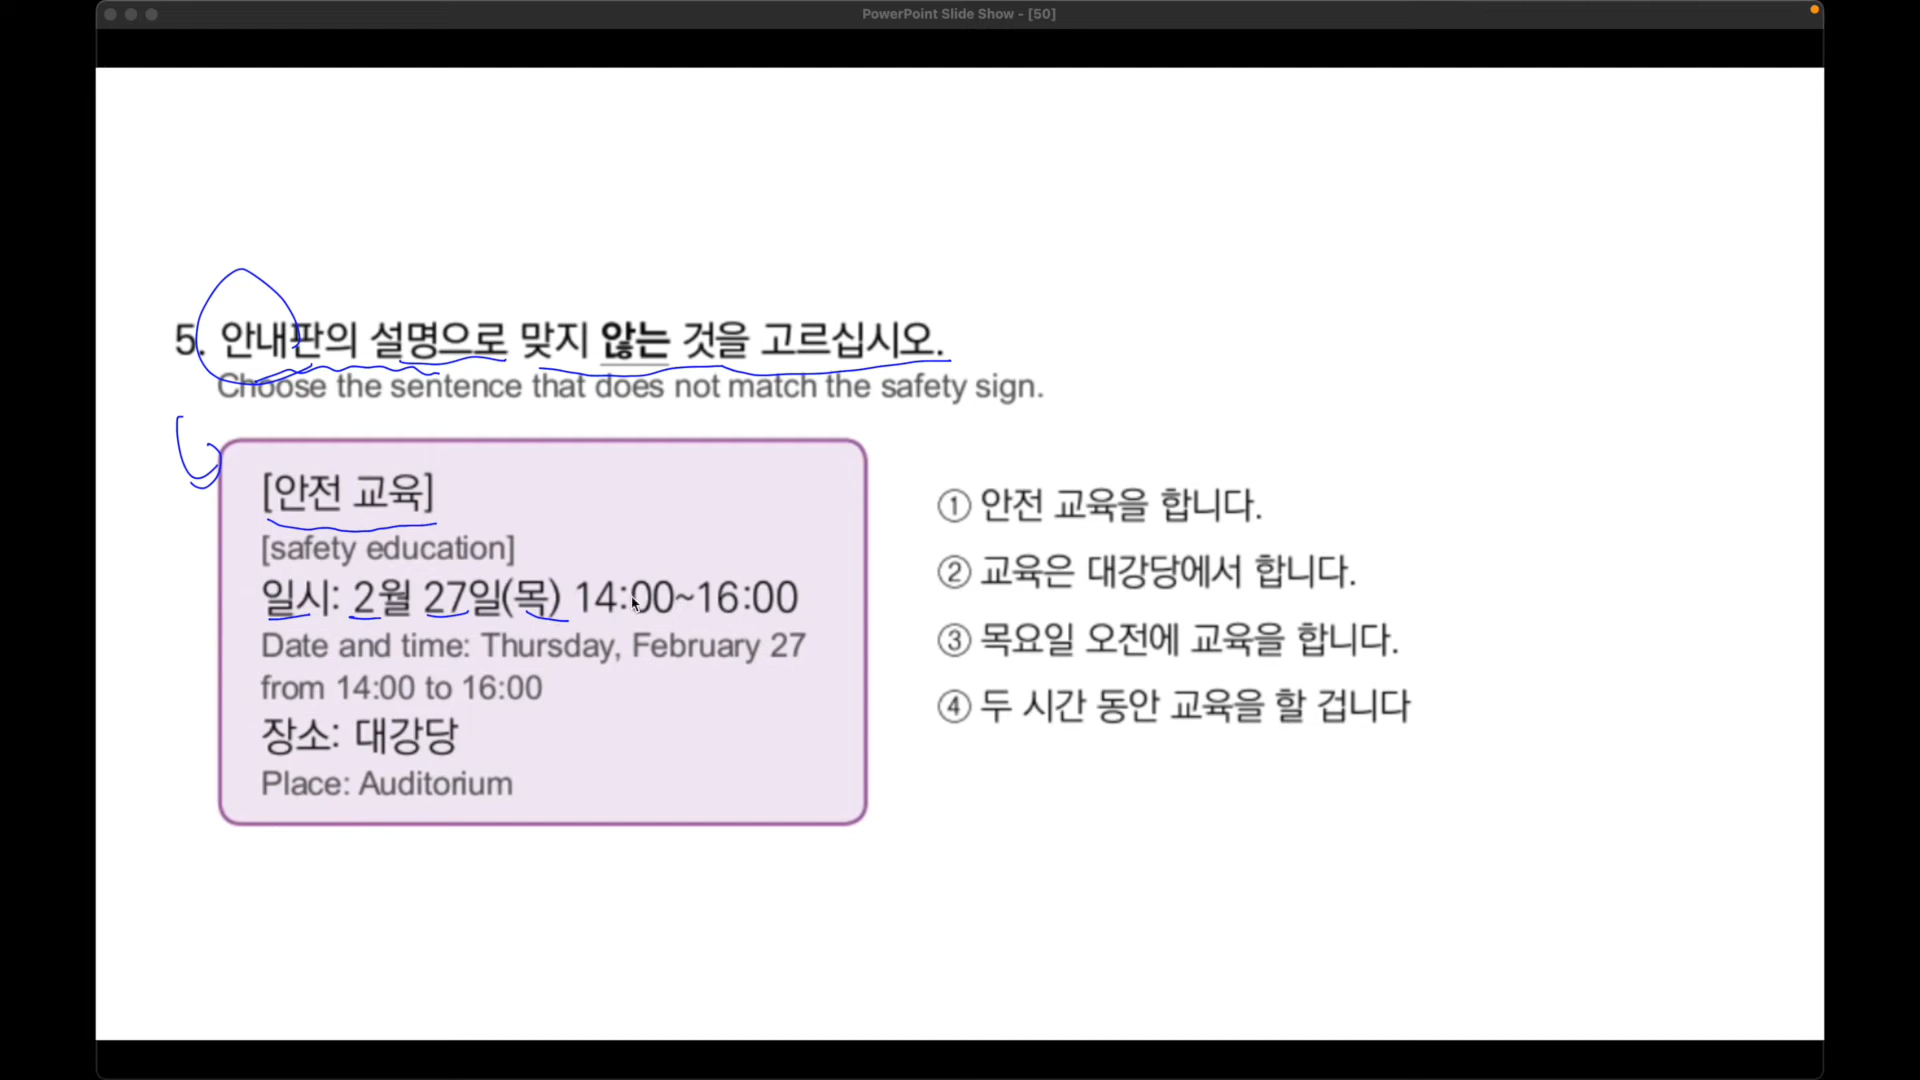 PowerPoint Slide Show - [50]
5. 안내판의 설명으로 맞지 않는 것을 고르십시오.
Choose the sentence that does not match the safety sign.
[안전 교육]
[safety education]
일시: 2월 27일(목) 14:00~16:00
Date and time: Thursday, February 27
from 14:00 to 16:00
장소: 대강당
Place: Auditorium
① 안전 교육을 합니다.
② 교육은 대강당에서 합니다.
③ 목요일 오전에 교육을 합니다.
④ 두 시간 동안 교육을 할 겁니다